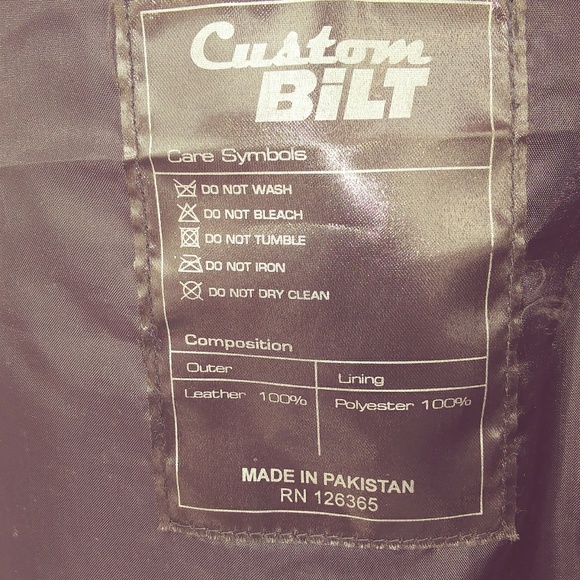 Custom
BiLT
Care Symbols
DO NOT WASH
DO NOT BLEACH
DO NOT TUMBLE
DO NOT IRON
DO NOT DRY CLEAN
Composition
Outer Lining
Leather 100% Polyester 100%
MADE IN PAKISTAN
RN 126365